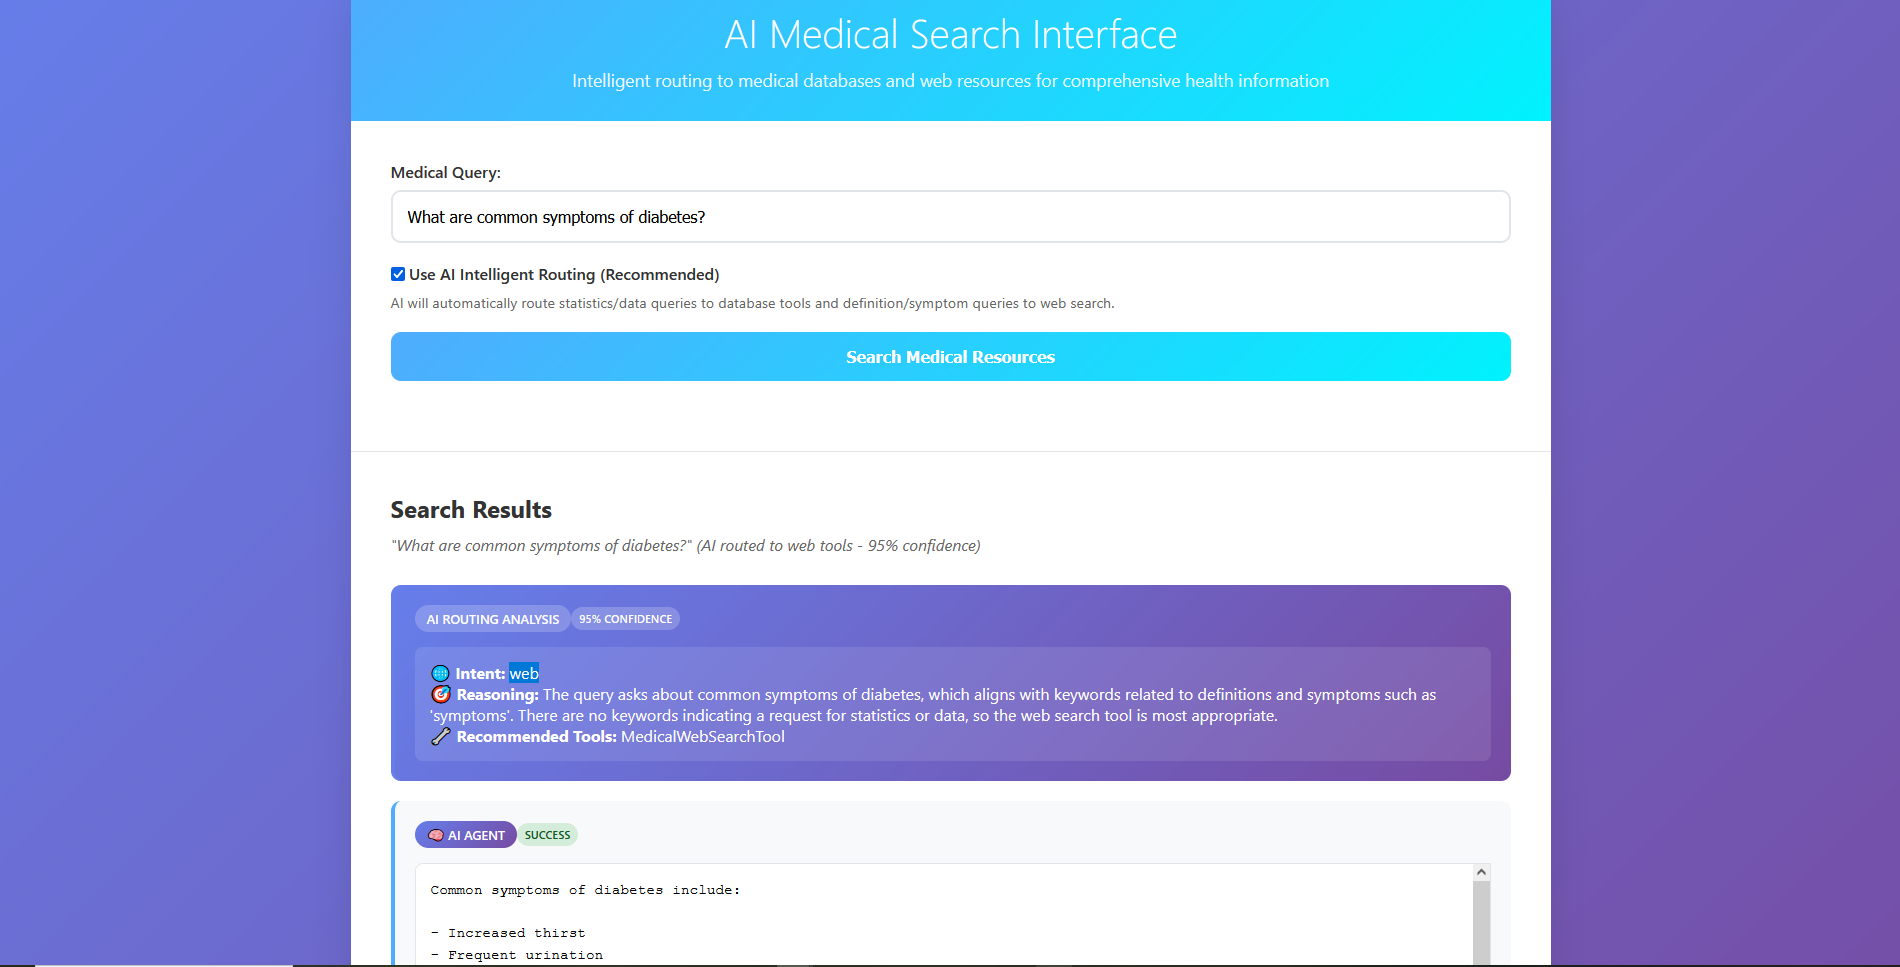 AI Medical Search Interface
Intelligent routing to medical databases and web resources for comprehensive health information
Medical Query:
What are common symptoms of diabetes?
Use AI Intelligent Routing (Recommended)
AI will automatically route statistics/data queries to database tools and definition/symptom queries to web search.
Search Medical Resources
Search Results
"What are common symptoms of diabetes?" (AI routed to web tools - 95% confidence)
AI ROUTING ANALYSIS 95% CONFIDENCE
Intent: web
Reasoning: The query asks about common symptoms of diabetes, which aligns with keywords related to definitions and symptoms such as
'symptoms'. There are no keywords indicating a request for statistics or data, so the web search tool is most appropriate.
Recommended Tools: MedicalWebSearchTool
AI AGENT SUCCESS
Common symptoms of diabetes include:
- Increased thirst
- Frequent urination